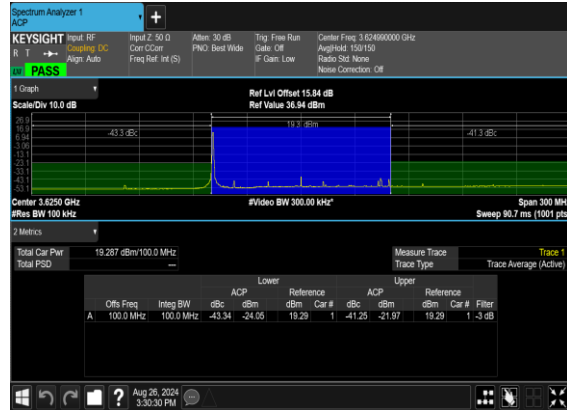 Spectrum Analyzer 1
ACP
+
KEYSIGHT Input: RF Input Z: 50 Ω Atten: 30 dB Trig: Free Run Center Freq: 3.624990000 GHz
R T Coupling: DC Corr CCorr PNO: Best Wide Gate: Off Avg|Hold: 150/150
Align: Auto Freq Ref: Int (S) IF Gain: Low Radio Std: None
LXI PASS Noise Correction: Off
1 Graph
Ref Lvl Offset 15.84 dB
Scale/Div 10.0 dB Ref Value 36.94 dBm
26.9
16.9 19.3 dBm
6.94 -43.3 dBc -41.3 dBc
-3.06
-13.1
-23.1
-33.1
-43.1
-53.1
Center 3.6250 GHz #Video BW 300.00 kHz* Span 300 MHz
#Res BW 100 kHz Sweep 90.7 ms (1001 pts)
2 Metrics
Total Car Pwr 19.287 dBm/100.0 MHz Measure Trace Trace 1
Total PSD --- Trace Type Trace Average (Active)
Lower Upper
ACP Reference ACP Reference
Offs Freq Integ BW dBc dBm dBm Car # dBc dBm dBm Car # Filter
A 100.0 MHz 100.0 MHz -43.34 -24.05 19.29 1 -41.25 -21.97 19.29 1 -3 dB
? Aug 26, 2024
3:30:30 PM